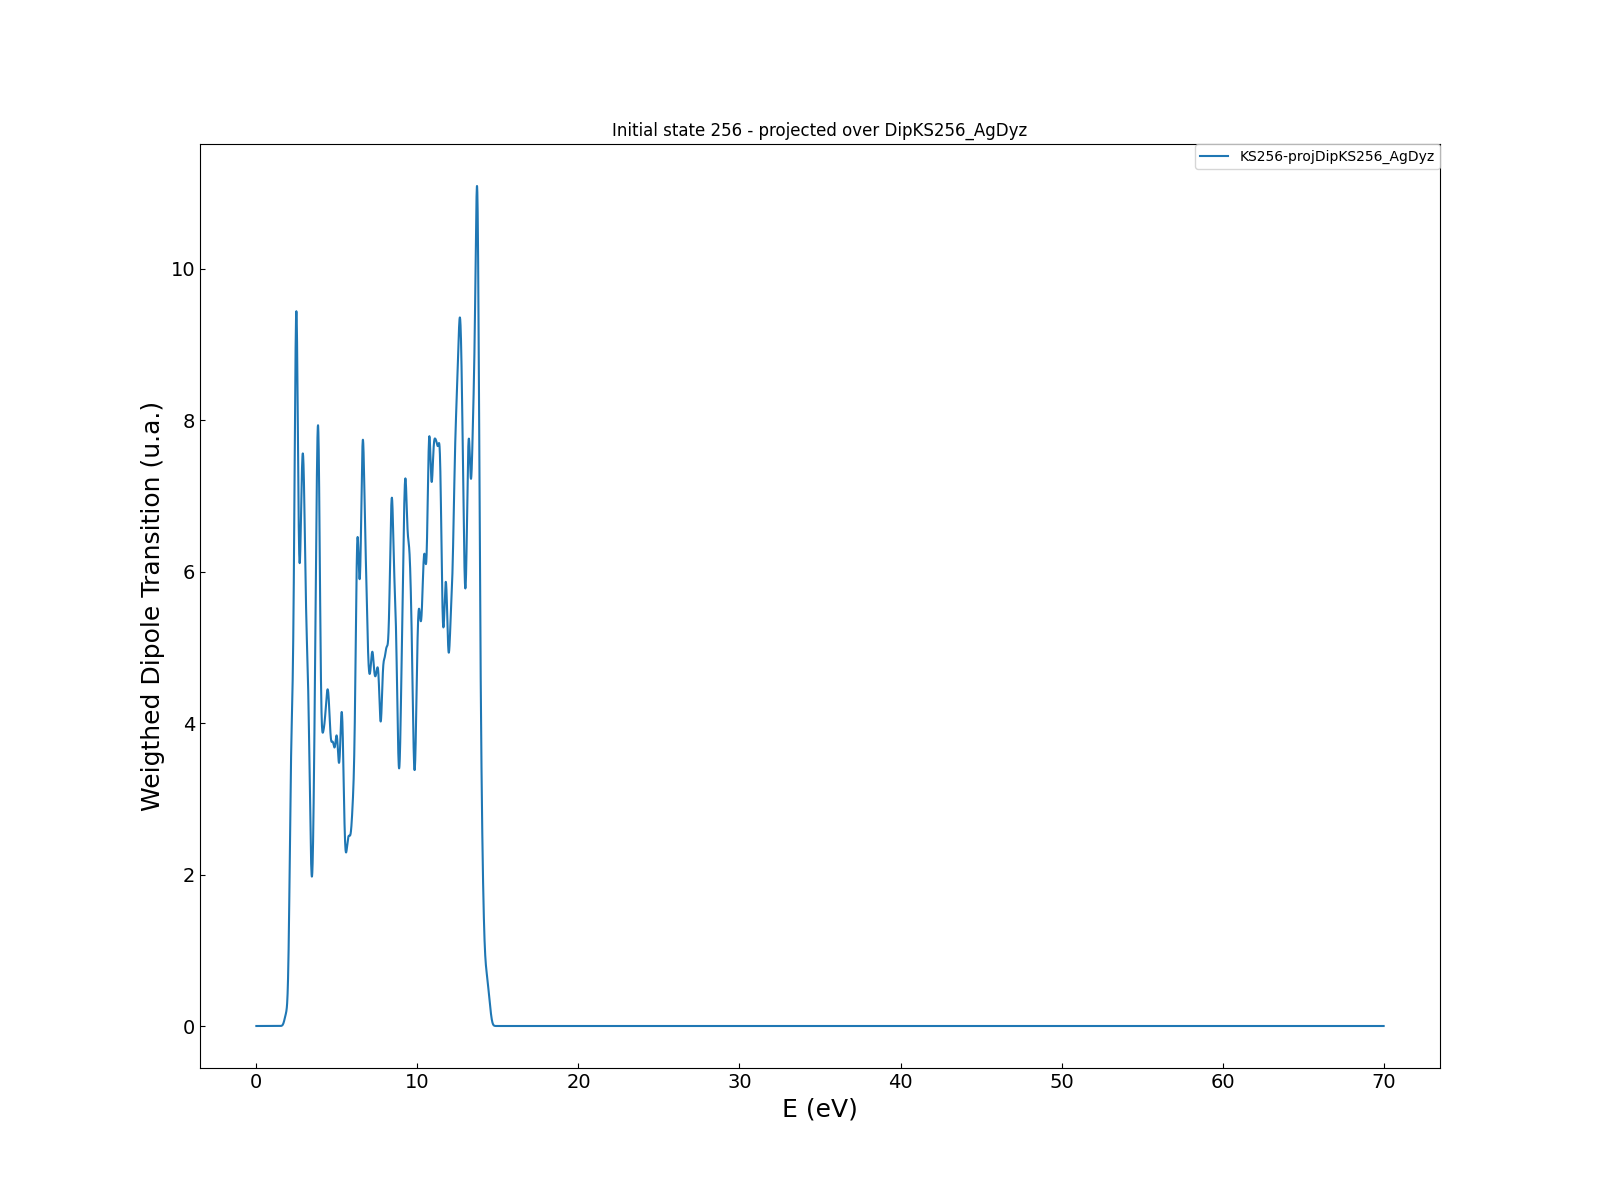 Initial state 256 - projected over DipKS256_AgDyz
KS256-projDipKS256_AgDyz
Weigthed Dipole Transition (u.a.)
10
8
6
4
2
0
0 10 20 30 40 50 60 70
E (eV)